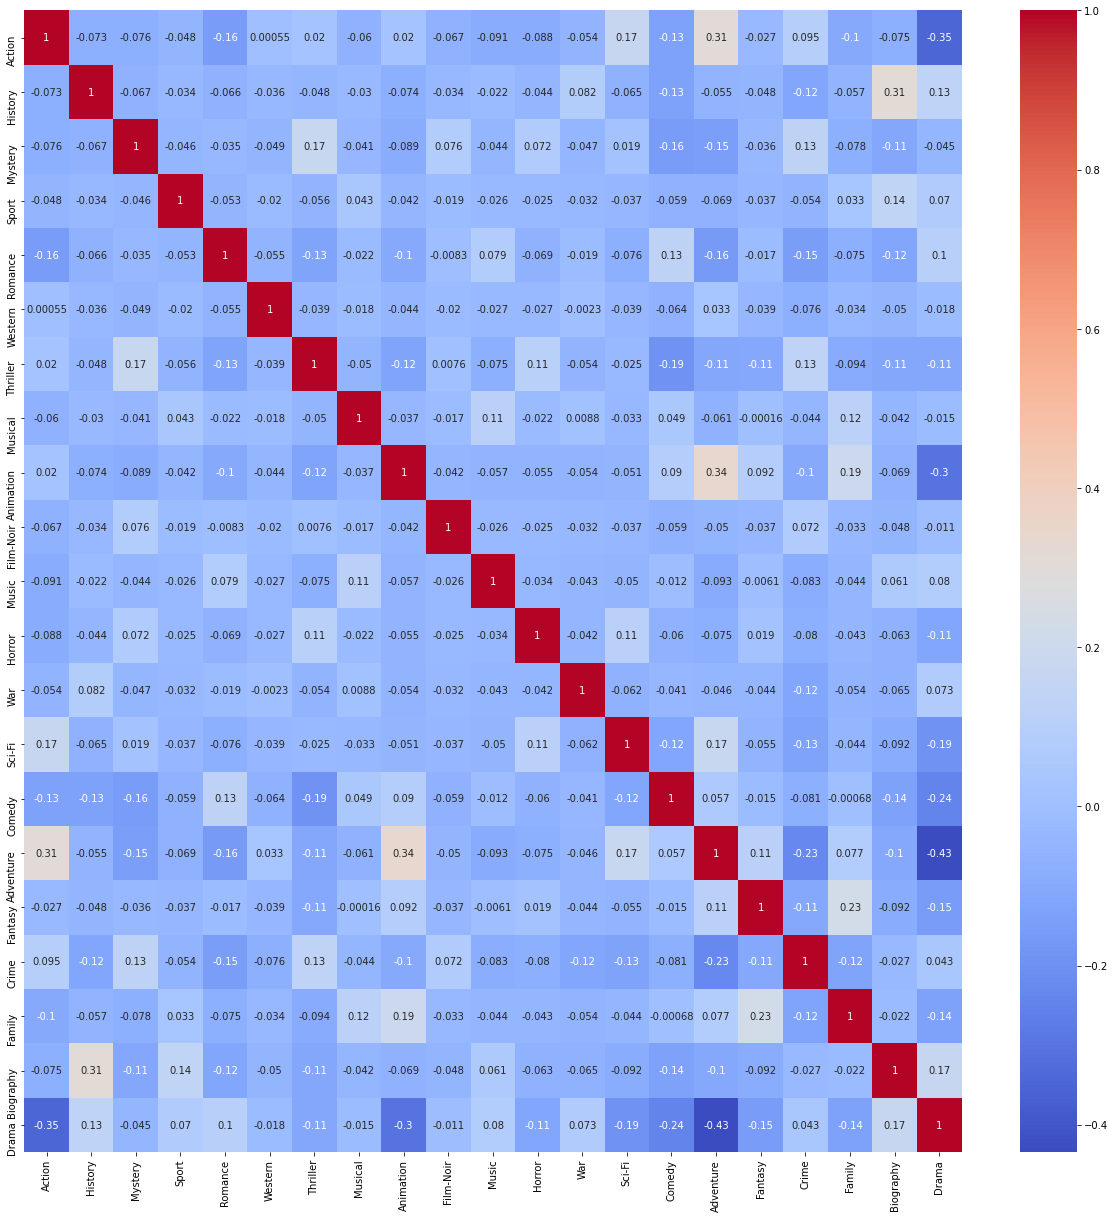 Action 1 -0.073 -0.076 -0.048 -0.16 0.00055 0.02 -0.06 0.02 -0.067 -0.091 -0.088 -0.054 0.17 -0.13 0.31 -0.027 0.095 -0.1 -0.075 -0.35
History -0.073 1 -0.067 -0.034 -0.066 -0.036 -0.048 -0.03 -0.074 -0.034 -0.022 -0.044 0.082 -0.065 -0.13 -0.055 -0.048 -0.12 -0.057 0.31 0.13
Mystery -0.076 -0.067 1 -0.046 -0.035 -0.049 0.17 -0.041 -0.089 0.076 -0.044 0.072 -0.047 0.019 -0.16 -0.15 -0.036 0.13 -0.078 -0.11 -0.045
Sport -0.048 -0.034 -0.046 1 -0.053 -0.02 -0.056 0.043 -0.042 -0.019 -0.026 -0.025 -0.032 -0.037 -0.059 -0.069 -0.037 -0.054 0.033 0.14 0.07
Romance -0.16 -0.066 -0.035 -0.053 1 -0.055 -0.13 -0.022 -0.1 -0.0083 0.079 -0.069 -0.019 -0.076 0.13 -0.16 -0.017 -0.15 -0.075 -0.12 0.1
Western 0.00055 -0.036 -0.049 -0.02 -0.055 1 -0.039 -0.018 -0.044 -0.02 -0.027 -0.027 -0.0023 -0.039 -0.064 0.033 -0.039 -0.076 -0.034 -0.05 -0.018
Thriller 0.02 -0.048 0.17 -0.056 -0.13 -0.039 1 -0.05 -0.12 0.0076 -0.075 0.11 -0.054 -0.025 -0.19 -0.11 -0.11 0.13 -0.094 -0.11 -0.11
Musical -0.06 -0.03 -0.041 0.043 -0.022 -0.018 -0.05 1 -0.037 -0.017 0.11 -0.022 0.0088 -0.033 0.049 -0.061 -0.00016 -0.044 0.12 -0.042 -0.015
Animation 0.02 -0.074 -0.089 -0.042 -0.1 -0.044 -0.12 -0.037 1 -0.042 -0.057 -0.055 -0.054 -0.051 0.09 0.34 0.092 -0.1 0.19 -0.069 -0.3
Film-Noir -0.067 -0.034 0.076 -0.019 -0.0083 -0.02 0.0076 -0.017 -0.042 1 -0.026 -0.025 -0.032 -0.037 -0.059 -0.05 -0.037 0.072 -0.033 -0.048 -0.011
Music -0.091 -0.022 -0.044 -0.026 0.079 -0.027 -0.075 0.11 -0.057 -0.026 1 -0.034 -0.043 -0.05 -0.012 -0.093 -0.0061 -0.083 -0.044 0.061 0.08
Horror -0.088 -0.044 0.072 -0.025 -0.069 -0.027 0.11 -0.022 -0.055 -0.025 -0.034 1 -0.042 0.11 -0.06 -0.075 0.019 -0.08 -0.043 -0.063 -0.11
War -0.054 0.082 -0.047 -0.032 -0.019 -0.0023 -0.054 0.0088 -0.054 -0.032 -0.043 -0.042 1 -0.062 -0.041 -0.046 -0.044 -0.12 -0.054 -0.065 0.073
Sci-Fi 0.17 -0.065 0.019 -0.037 -0.076 -0.039 -0.025 -0.033 -0.051 -0.037 -0.05 0.11 -0.062 1 -0.12 0.17 -0.055 -0.13 -0.044 -0.092 -0.19
Comedy -0.13 -0.13 -0.16 -0.059 0.13 -0.064 -0.19 0.049 0.09 -0.059 -0.012 -0.06 -0.041 -0.12 1 0.057 -0.015 -0.081 -0.00068 -0.14 -0.24
Adventure 0.31 -0.055 -0.15 -0.069 -0.16 0.033 -0.11 -0.061 0.34 -0.05 -0.093 -0.075 -0.046 0.17 0.057 1 0.11 -0.23 0.077 -0.1 -0.43
Fantasy -0.027 -0.048 -0.036 -0.037 -0.017 -0.039 -0.11 -0.00016 0.092 -0.037 -0.0061 0.019 -0.044 -0.055 -0.015 0.11 1 -0.11 0.23 -0.092 -0.15
Crime 0.095 -0.12 0.13 -0.054 -0.15 -0.076 0.13 -0.044 -0.1 0.072 -0.083 -0.08 -0.12 -0.13 -0.081 -0.23 -0.11 1 -0.12 -0.027 0.043
Family -0.1 -0.057 -0.078 0.033 -0.075 -0.034 -0.094 0.12 0.19 -0.033 -0.044 -0.043 -0.054 -0.044 -0.00068 0.077 0.23 -0.12 1 -0.022 -0.14
Biography -0.075 0.31 -0.11 0.14 -0.12 -0.05 -0.11 -0.042 -0.069 -0.048 0.061 -0.063 -0.065 -0.092 -0.14 -0.1 -0.092 -0.027 -0.022 1 0.17
Drama -0.35 0.13 -0.045 0.07 0.1 -0.018 -0.11 -0.015 -0.3 -0.011 0.08 -0.11 0.073 -0.19 -0.24 -0.43 -0.15 0.043 -0.14 0.17 1
Action History Mystery Sport Romance Western Thriller Musical Animation Film-Noir Music Horror War Sci-Fi Comedy Adventure Fantasy Crime Family Biography Drama
1.0
0.8
0.6
0.4
0.2
0.0
−0.2
−0.4